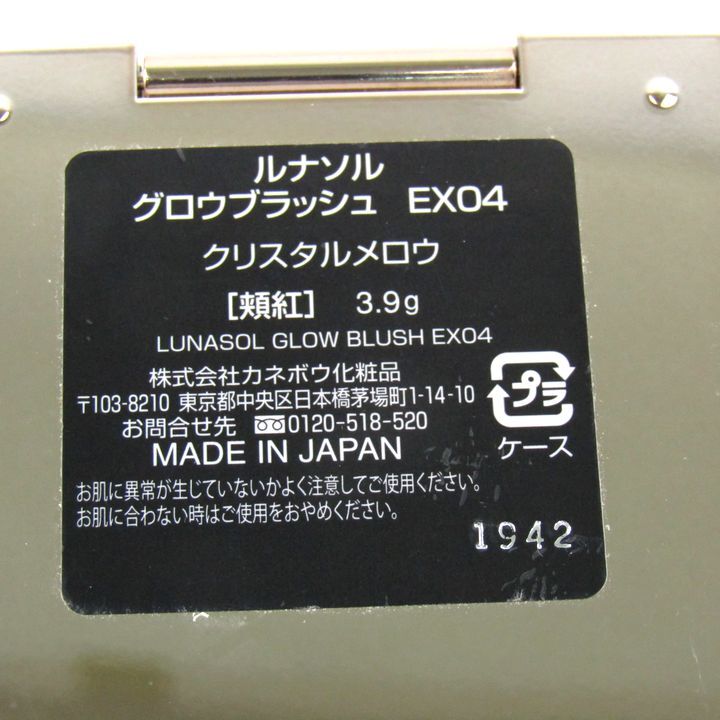 ルナソル
グロウブラッシュ EX04
クリスタルメロウ
［頬紅］ 3.9g
LUNASOL GLOW BLUSH EX04
株式会社カネボウ化粧品
〒103-8210 東京都中央区日本橋茅場町1-14-10
お問合せ先 0120-518-520
MADE IN JAPAN
プラ
ケース
お肌に異常が生じていないかよく注意してご使用ください。
お肌に合わない時はご使用をおやめください。
1942